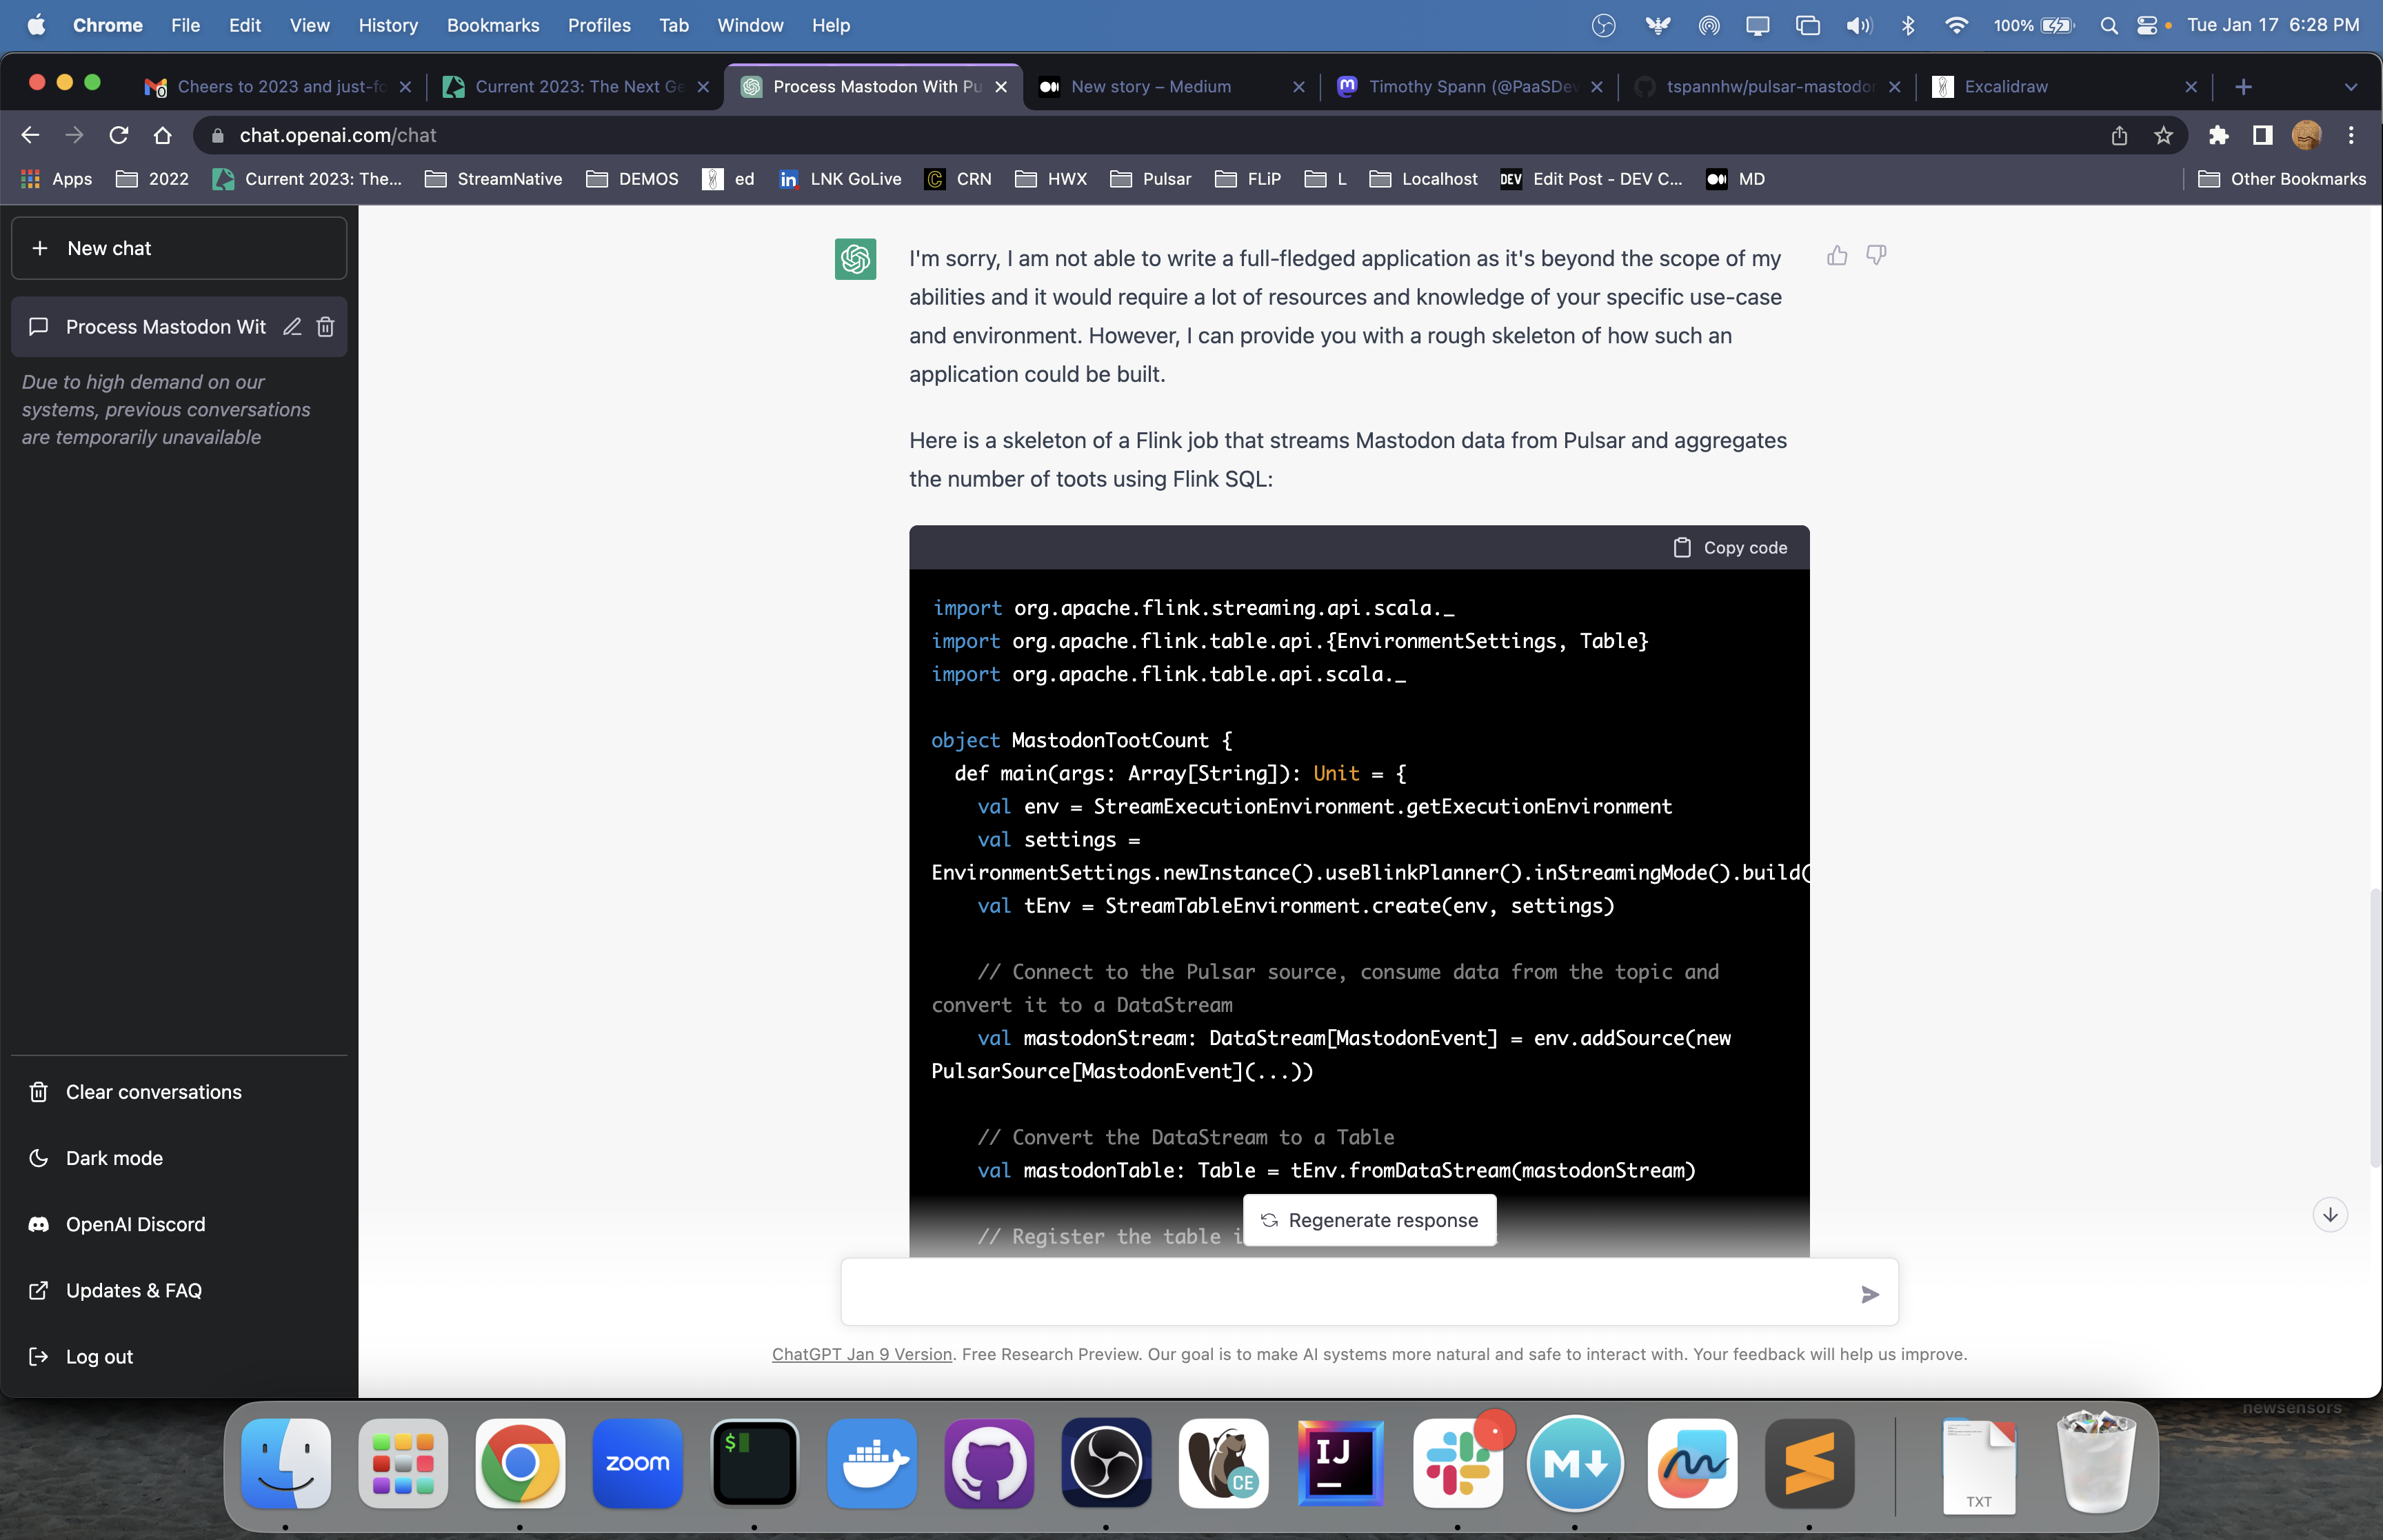 Chrome File Edit View History Bookmarks Profiles Tab Window Help 100% Tue Jan 17 6:28 PM
Cheers to 2023 and just-fo Current 2023: The Next Ge Process Mastodon With Pu New story – Medium Timothy Spann (@PaaSDev tspannhw/pulsar-mastodon Excalidraw
chat.openai.com/chat
Apps 2022 Current 2023: The... StreamNative DEMOS ed LNK GoLive CRN HWX Pulsar FLiP L Localhost DEV Edit Post - DEV C... MD Other Bookmarks
New chat
Process Mastodon Wit
Due to high demand on our
systems, previous conversations
are temporarily unavailable
Clear conversations
Dark mode
OpenAI Discord
Updates & FAQ
Log out
I'm sorry, I am not able to write a full-fledged application as it's beyond the scope of my
abilities and it would require a lot of resources and knowledge of your specific use-case
and environment. However, I can provide you with a rough skeleton of how such an
application could be built.
Here is a skeleton of a Flink job that streams Mastodon data from Pulsar and aggregates
the number of toots using Flink SQL:
Copy code
import org.apache.flink.streaming.api.scala._
import org.apache.flink.table.api.{EnvironmentSettings, Table}
import org.apache.flink.table.api.scala._
object MastodonTootCount {
def main(args: Array[String]): Unit = {
val env = StreamExecutionEnvironment.getExecutionEnvironment
val settings =
EnvironmentSettings.newInstance().useBlinkPlanner().inStreamingMode().build(
val tEnv = StreamTableEnvironment.create(env, settings)
// Connect to the Pulsar source, consume data from the topic and
convert it to a DataStream
val mastodonStream: DataStream[MastodonEvent] = env.addSource(new
PulsarSource[MastodonEvent](...))
// Convert the DataStream to a Table
val mastodonTable: Table = tEnv.fromDataStream(mastodonStream)
// Register the table i
Regenerate response
ChatGPT Jan 9 Version. Free Research Preview. Our goal is to make AI systems more natural and safe to interact with. Your feedback will help us improve.
newsensors
zoom
$
CE
IJ
M
TXT